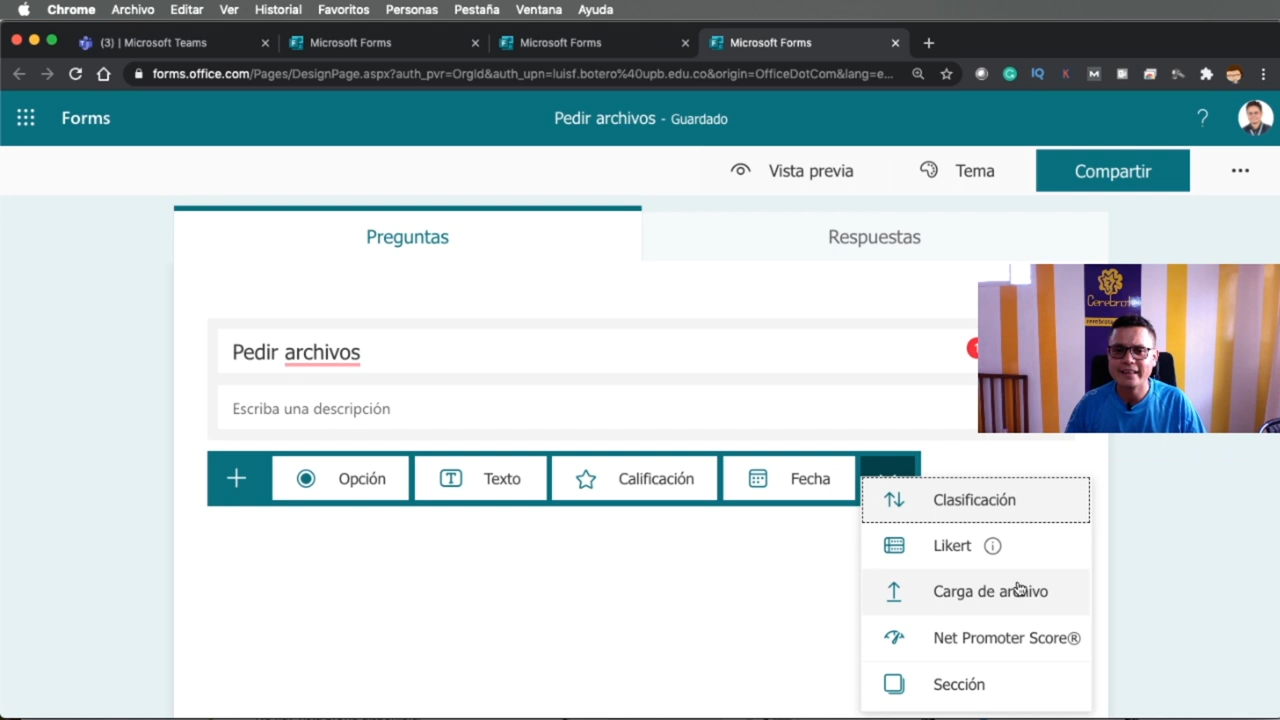 Chrome Archivo Editar Ver Historial Favoritos Personas Pestaña Ventana Ayuda
(3) | Microsoft Teams Microsoft Forms Microsoft Forms Microsoft Forms
forms.office.com/Pages/DesignPage.aspx?auth_pvr=OrgId&auth_upn=luisf.botero%40upb.edu.co&origin=OfficeDotCom&lang=e...
Forms Pedir archivos - Guardado ?
Vista previa Tema Compartir ...
Preguntas Respuestas
Pedir archivos
Escriba una descripción
Opción Texto Calificación Fecha
Clasificación
Likert
Carga de archivo
Net Promoter Score®
Sección